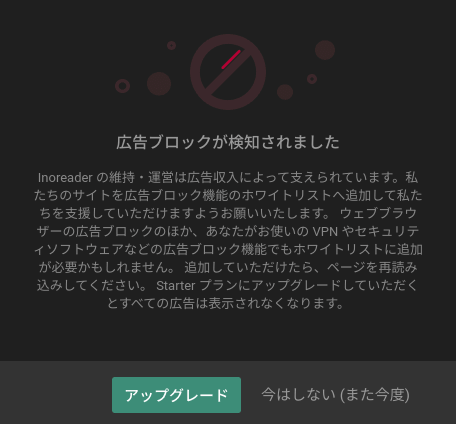 広告ブロックが検知されました
Inoreader の維持・運営は広告収入によって支えられています。私
たちのサイトを広告ブロック機能のホワイトリストへ追加して私た
ちを支援していただけますようお願いいたします。 ウェブブラウ
ザーの広告ブロックのほか、あなたがお使いの VPN やセキュリテ
ィソフトウェアなどの広告ブロック機能でもホワイトリストに追加
が必要かもしれません。 追加していただけたら、ページを再読み
込みしてください。 Starter プランにアップグレードしていただく
とすべての広告は表示されなくなります。
アップグレード 今はしない (また今度)